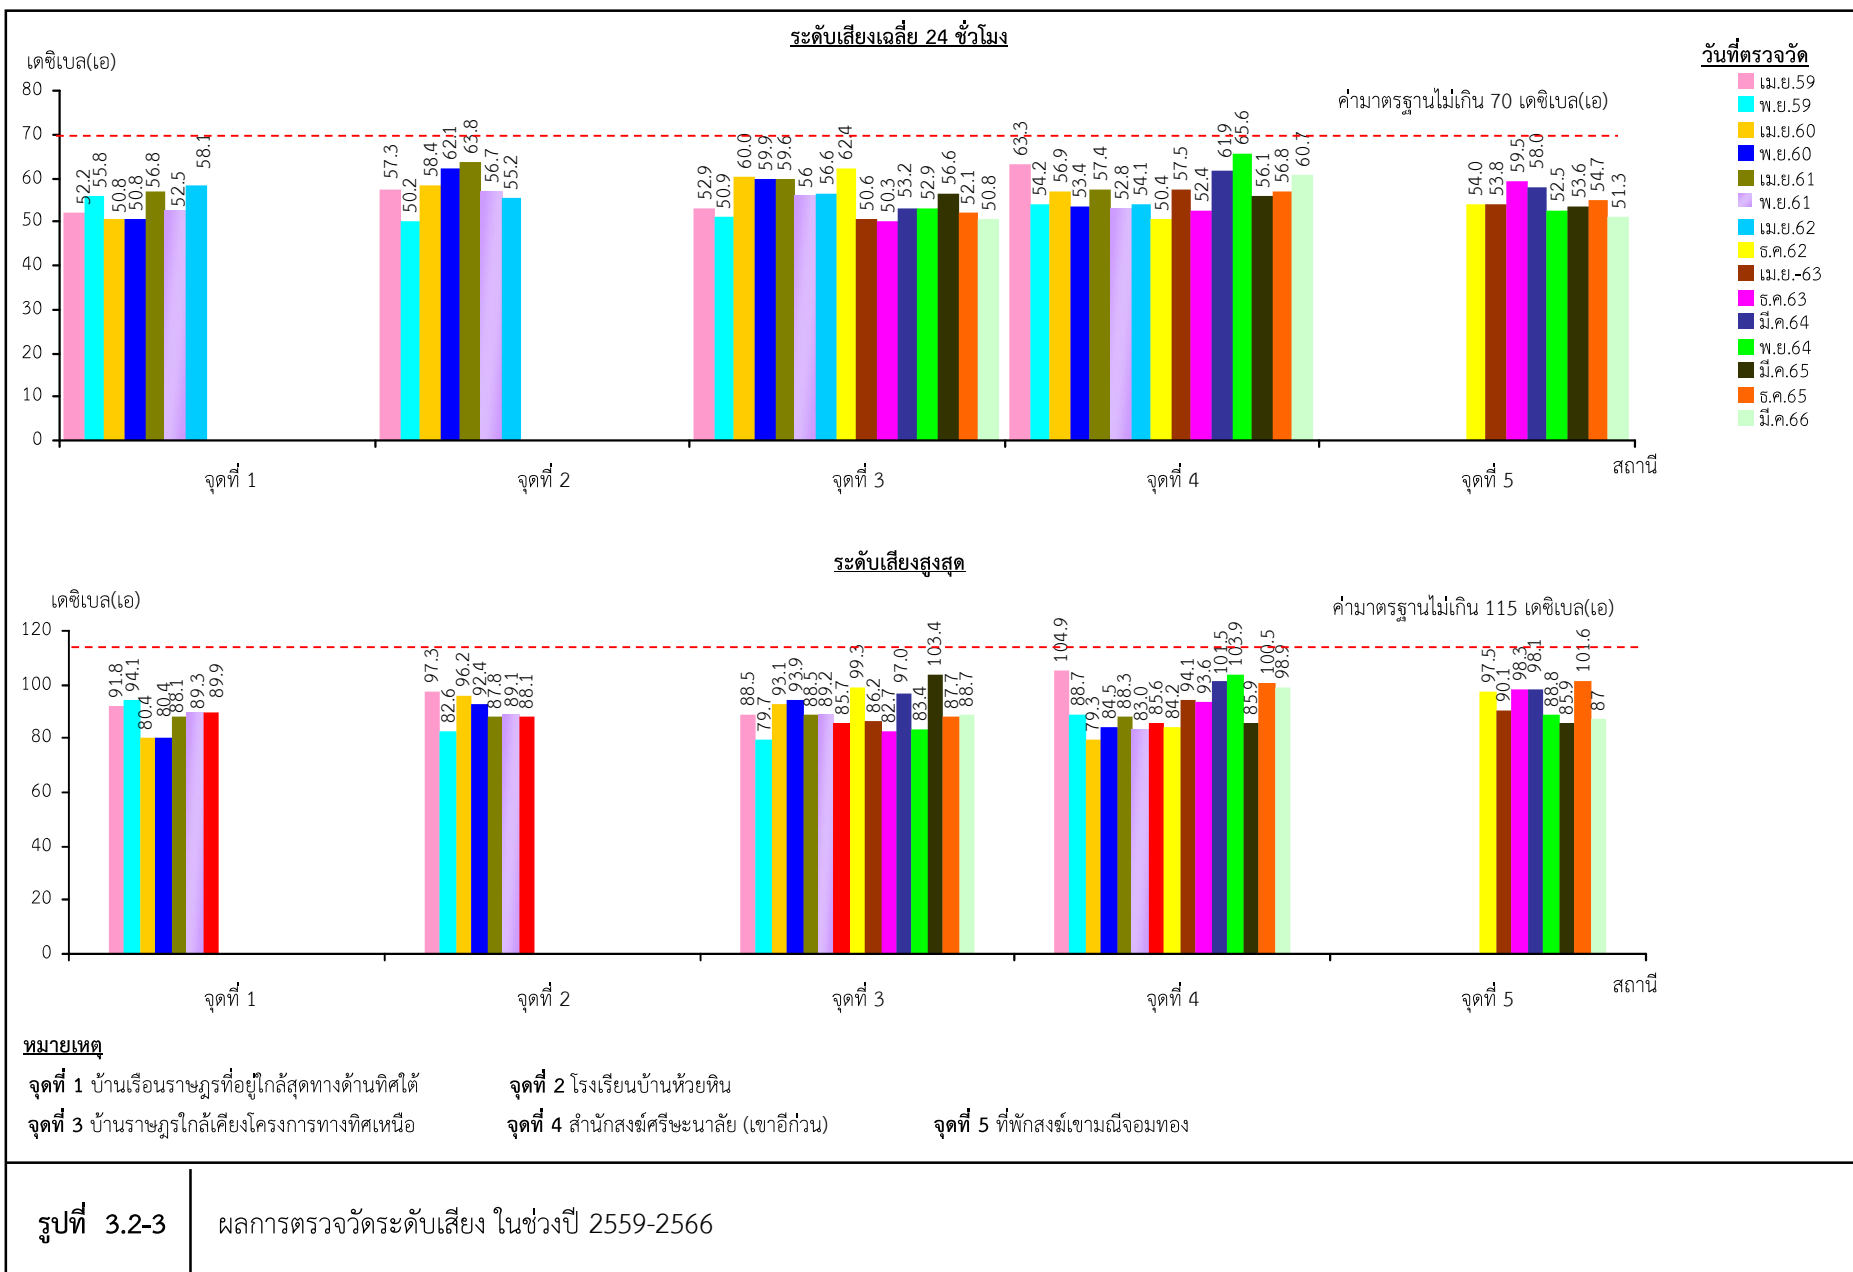 ระดับเสียงเฉลี่ย 24 ชั่วโมง
เดซิเบล(เอ)
ค่ามาตรฐานไม่เกิน 70 เดซิเบล(เอ)
80
70
60
50
40
30
20
10
0
52.2 55.8 50.8 50.8 56.8 52.5 58.1
57.3 50.2 58.4 62.1 63.8 56.7 55.2
52.9 50.9 60.0 59.9 59.6 56 56.6 62.4 50.6 50.3 53.2 52.9 56.6 52.1 50.8
63.3 54.2 56.9 53.4 57.4 52.8 54.1 50.4 57.5 52.4 61.9 65.6 56.1 56.8 60.7
54.0 53.8 59.5 58.0 52.5 53.6 54.7 51.3
จุดที่ 1 จุดที่ 2 จุดที่ 3 จุดที่ 4 จุดที่ 5 สถานี
วันที่ตรวจวัด
เม.ย.59
พ.ย.59
เม.ย.60
พ.ย.60
เม.ย.61
พ.ย.61
เม.ย.62
ธ.ค.62
เม.ย.-63
ธ.ค.63
มี.ค.64
พ.ย.64
มี.ค.65
ธ.ค.65
มี.ค.66
ระดับเสียงสูงสุด
เดซิเบล(เอ)
ค่ามาตรฐานไม่เกิน 115 เดซิเบล(เอ)
120
100
80
60
40
20
0
91.8 94.1 80.4 80.4 88.1 89.3 89.9
97.3 82.6 96.2 92.4 87.8 89.1 88.1
88.5 79.7 93.1 93.9 88.5 89.2 85.7 99.3 86.2 82.7 97.0 83.4 103.4 87.7 88.7
104.9 88.7 79.3 84.5 88.3 83.0 85.6 84.2 94.1 93.6 101.5 103.9 85.9 100.5 98.9
97.5 90.1 98.3 98.1 88.8 85.9 101.6 87
จุดที่ 1 จุดที่ 2 จุดที่ 3 จุดที่ 4 จุดที่ 5 สถานี
หมายเหตุ
จุดที่ 1 บ้านเรือนราษฎรที่อยู่ใกล้สุดทางด้านทิศใต้ จุดที่ 2 โรงเรียนบ้านห้วยหิน
จุดที่ 3 บ้านราษฎรใกล้เคียงโครงการทางทิศเหนือ จุดที่ 4 สำนักสงฆ์ศรีษะนาลัย (เขาอีก่วน) จุดที่ 5 ที่พักสงฆ์เขามณีจอมทอง
รูปที่ 3.2-3 ผลการตรวจวัดระดับเสียง ในช่วงปี 2559-2566